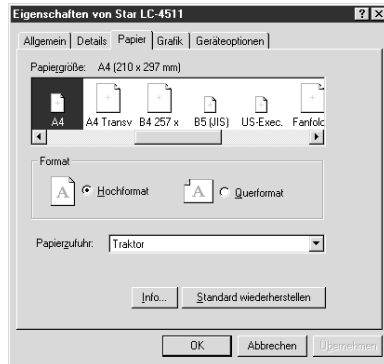 Eigenschaften von Star LC-4511
Allgemein Details Papier Grafik Geräteoptionen
Papiergröße: A4 (210 x 297 mm)
A4 A4 Transv B4 257 x B5 (JIS) US-Exec. Fanfold
Format
A Hochformat A Querformat
Papierzufuhr: Traktor
Info... Standard wiederherstellen
OK Abbrechen Übernehmen